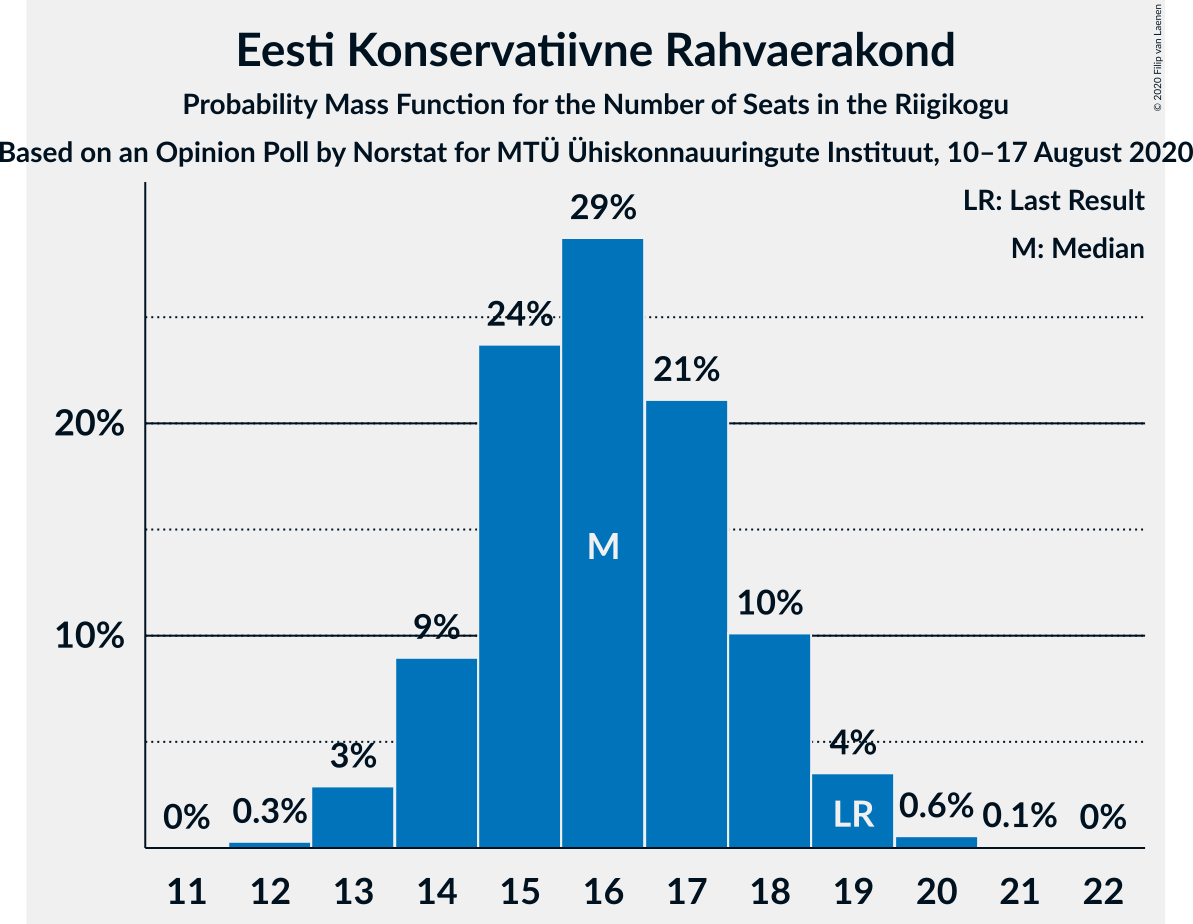 Eesti Konservatiivne Rahvaerakond
Probability Mass Function for the Number of Seats in the Riigikogu
Based on an Opinion Poll by Norstat for MTÜ Ühiskonnauuringute Instituut, 10–17 August 2020
© 2020 Filip van Laenen
LR: Last Result
M: Median
29%
24%
21%
20%
M
10%
9%
10%
3%
4%
0%
0.3%
LR
0.6%
0.1%
0%
11 12 13 14 15 16 17 18 19 20 21 22